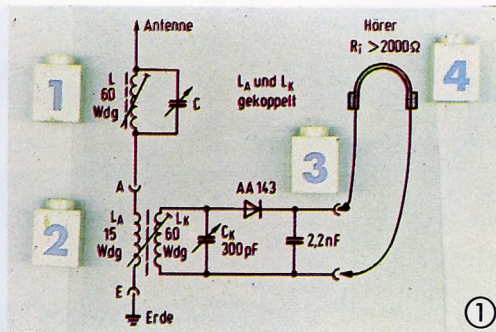 Antenne
Hörer
Ri > 2000Ω
4
1
L
60
Wdg
C
LA und LK
gekoppelt
3
A
AA 143
2
LA
15
Wdg
LK
60
Wdg
CK
300pF
2,2nF
E
Erde
1